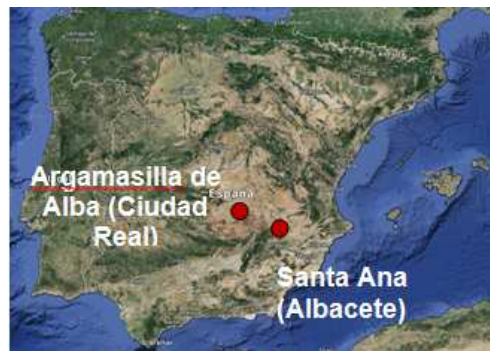 Argamasilla de
España
Alba (Ciudad
Real)
Santa Ana
(Albacete)